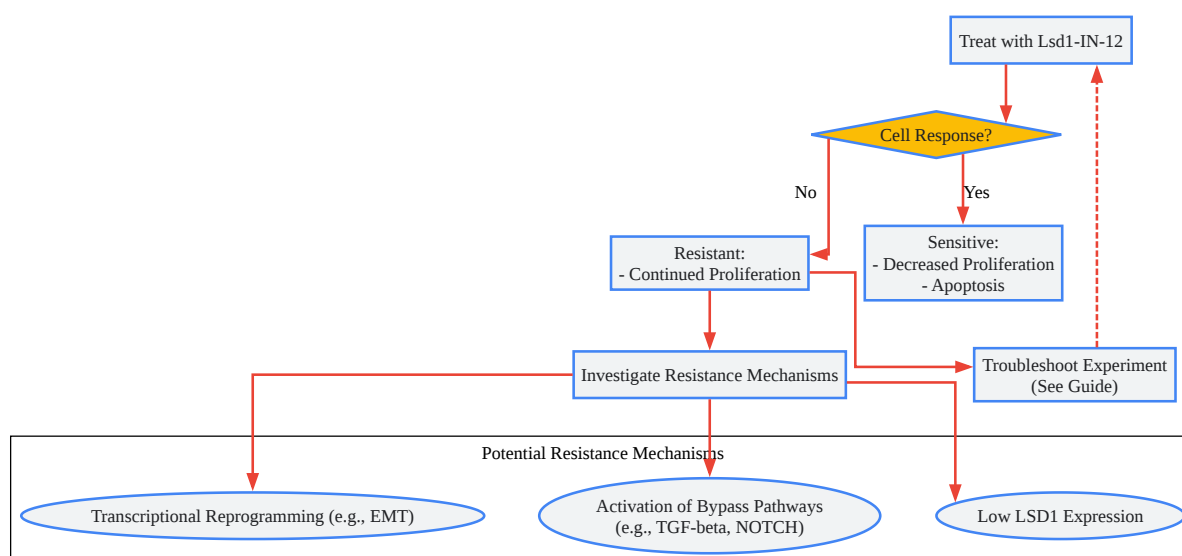 Treat with Lsd1-IN-12
Cell Response?
No
Yes
Resistant:
- Continued Proliferation
Sensitive:
- Decreased Proliferation
- Apoptosis
Investigate Resistance Mechanisms
Troubleshoot Experiment
(See Guide)
Potential Resistance Mechanisms
Transcriptional Reprogramming (e.g., EMT)
Activation of Bypass Pathways
(e.g., TGF-beta, NOTCH)
Low LSD1 Expression